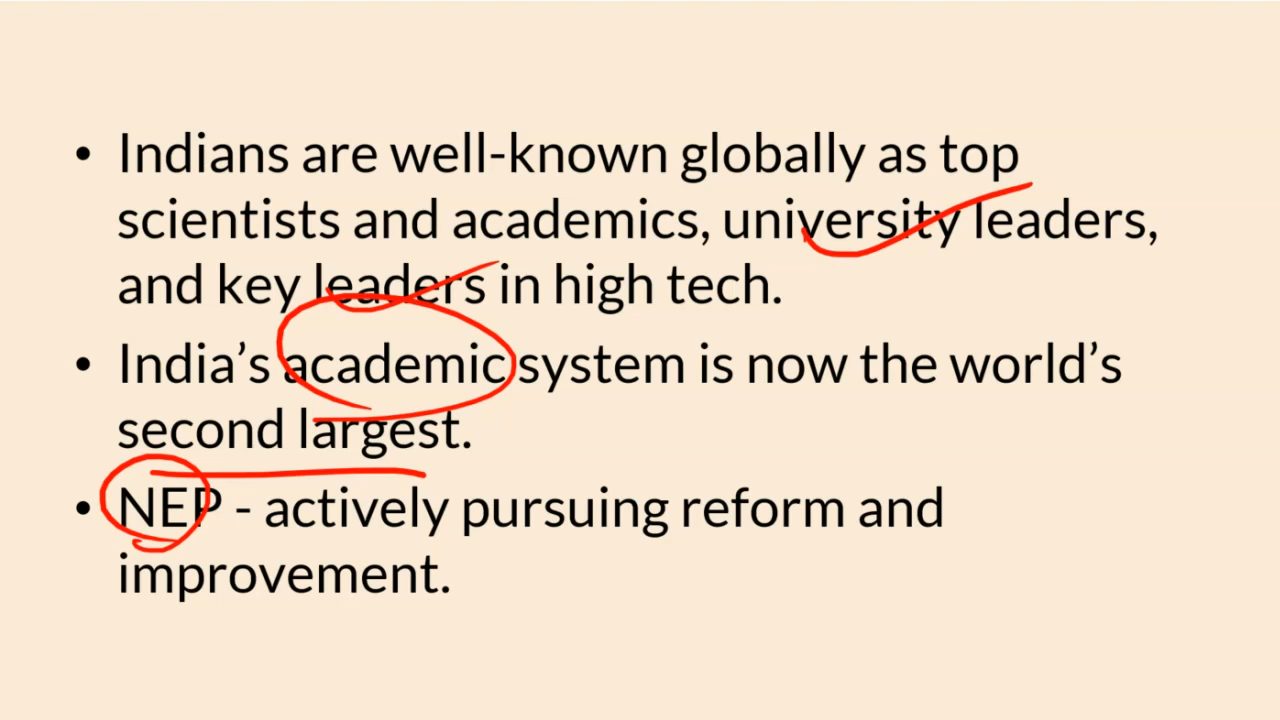 • Indians are well-known globally as top
scientists and academics, university leaders,
and key leaders in high tech.
• India’s academic system is now the world’s
second largest.
• NEP - actively pursuing reform and
improvement.